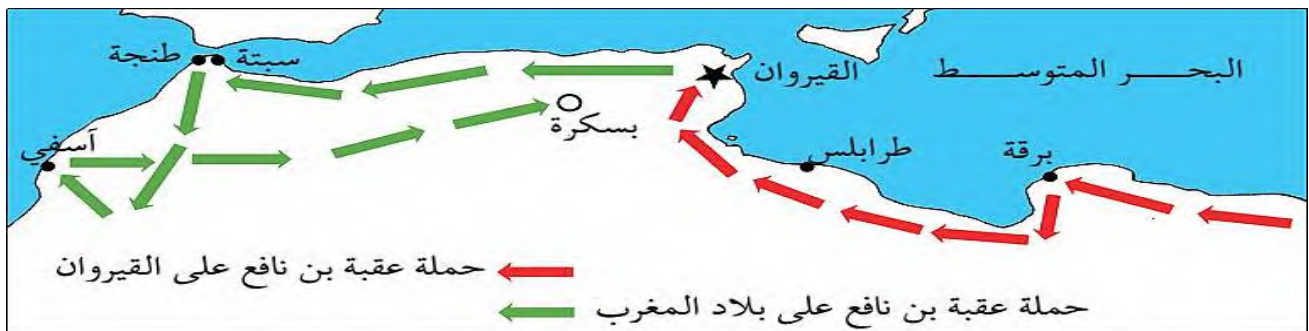 سبتة
طنجة
القيروان
البحر المتوسط
بسكرة
آسفي
طرابلس
برقة
حملة عقبة بن نافع على القيروان
حملة عقبة بن نافع على بلاد المغرب